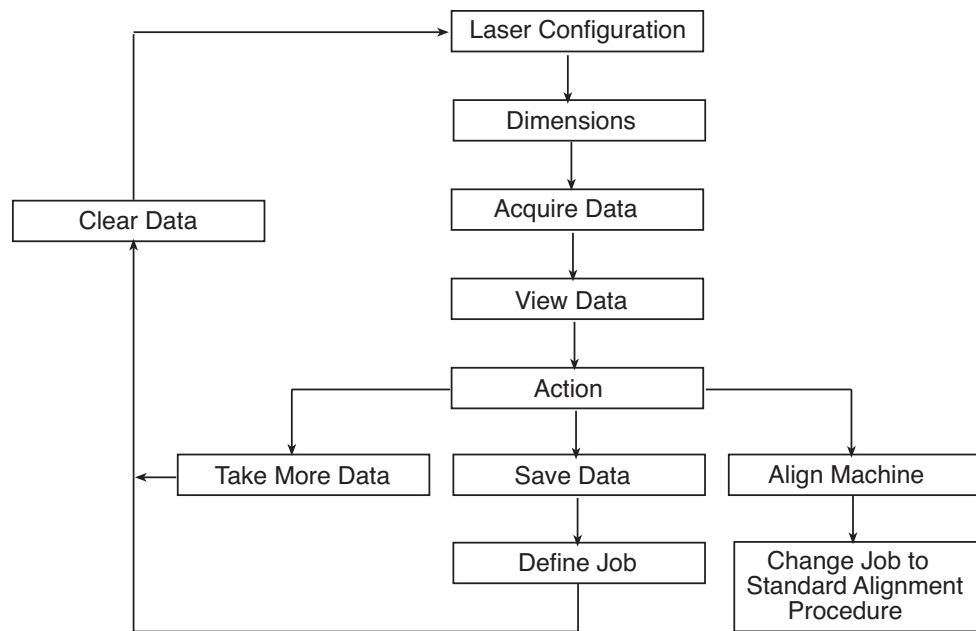 Laser Configuration
Dimensions
Clear Data
Acquire Data
View Data
Action
Take More Data
Save Data
Align Machine
Define Job
Change Job to
Standard Alignment
Procedure